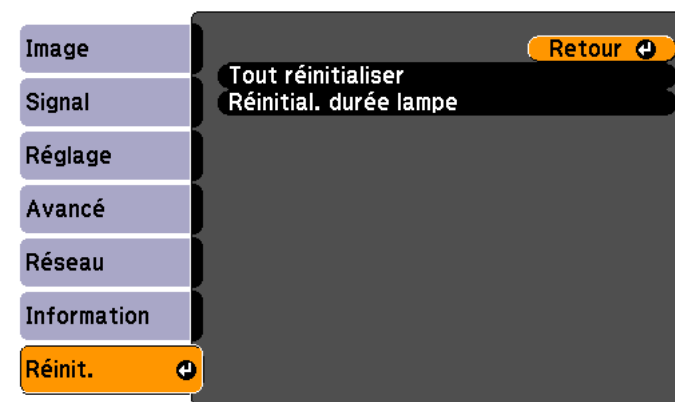 Image
Signal
Réglage
Avancé
Réseau
Information
Réinit.
Retour
Tout réinitialiser
Réinitial. durée lampe